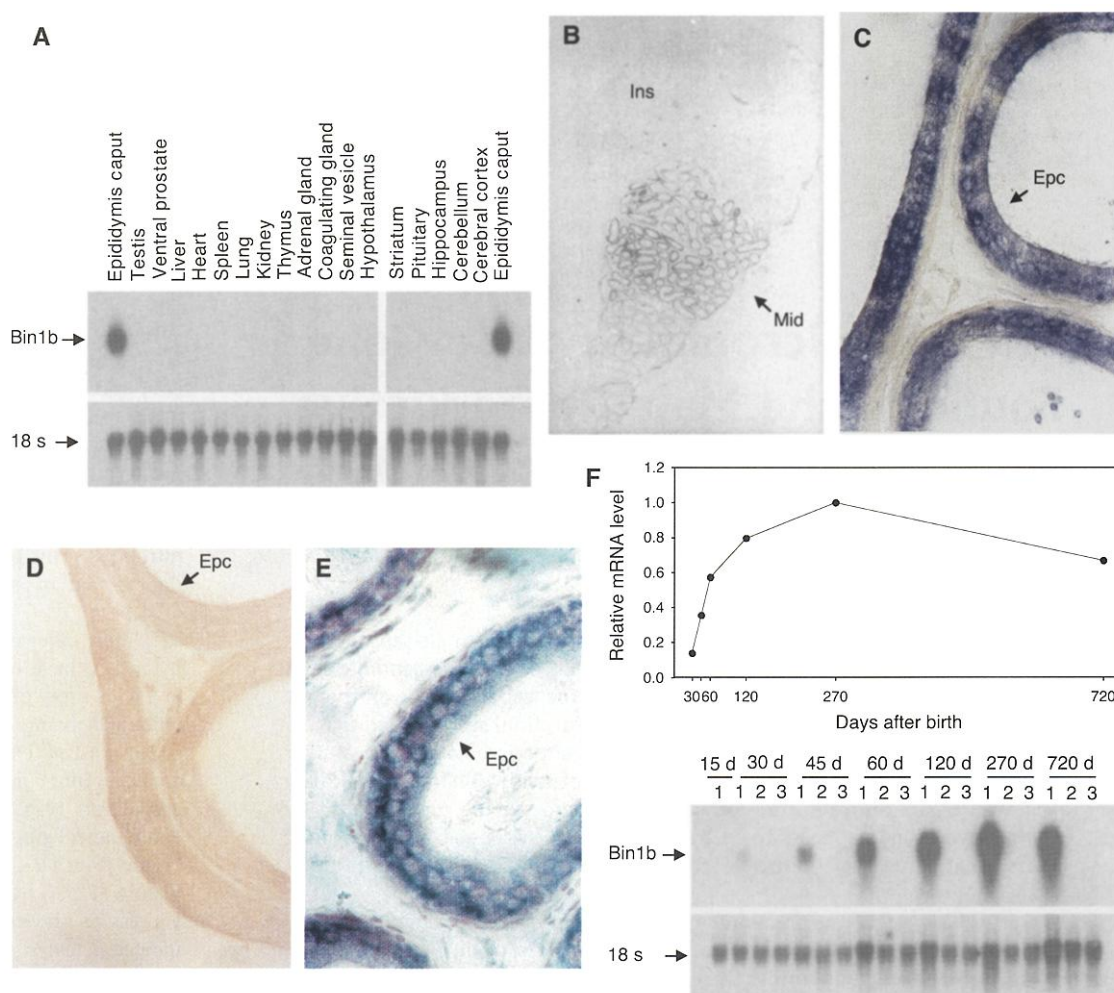 A
Epididymis caput
Testis
Ventral prostate
Liver
Heart
Spleen
Lung
Kidney
Thymus
Adrenal gland
Coagulating gland
Seminal vesicle
Hypothalamus
Striatum
Pituitary
Hippocampus
Cerebellum
Cerebral cortex
Epididymis caput
Bin1b
18 s
B
Ins
Mid
C
Epc
D
Epc
E
Epc
F
1.2
1.0
0.8
0.6
0.4
0.2
0.0
Relative mRNA level
30 60 120 270 720
Days after birth
15 d 30 d 45 d 60 d 120 d 270 d 720 d
1 1 2 3 1 2 3 1 2 3 1 2 3 1 2 3 1 2 3
Bin1b
18 s